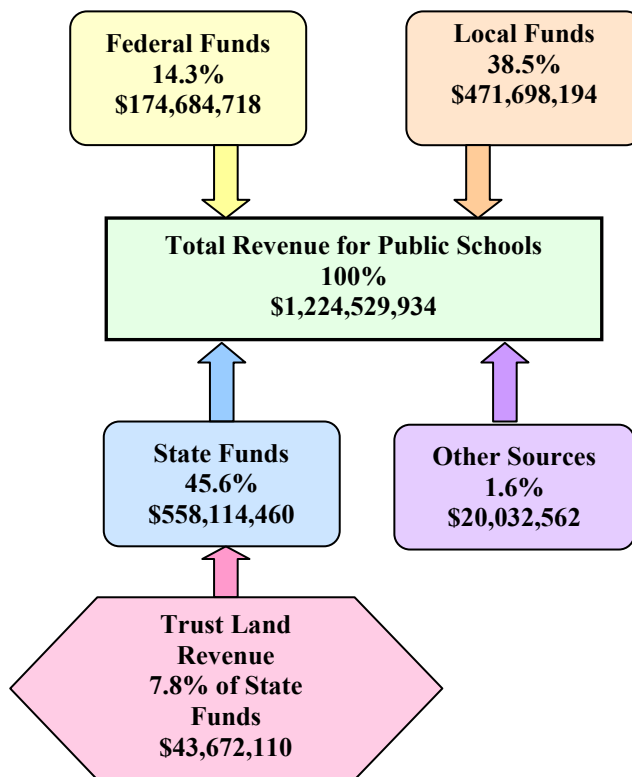 Federal Funds
14.3%
$174,684,718
Local Funds
38.5%
$471,698,194
Total Revenue for Public Schools
100%
$1,224,529,934
State Funds
45.6%
$558,114,460
Other Sources
1.6%
$20,032,562
Trust Land
Revenue
7.8% of State
Funds
$43,672,110